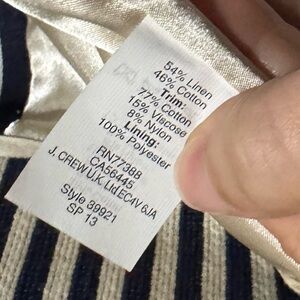 54% Linen
46% Cotton
Trim:
77% Cotton
15% Viscose
8% Nylon
Lining:
100% Polyester
RN77388
CA56445
J. CREW U.K. Ltd EC4V 6JA
Style 39921
SP 13